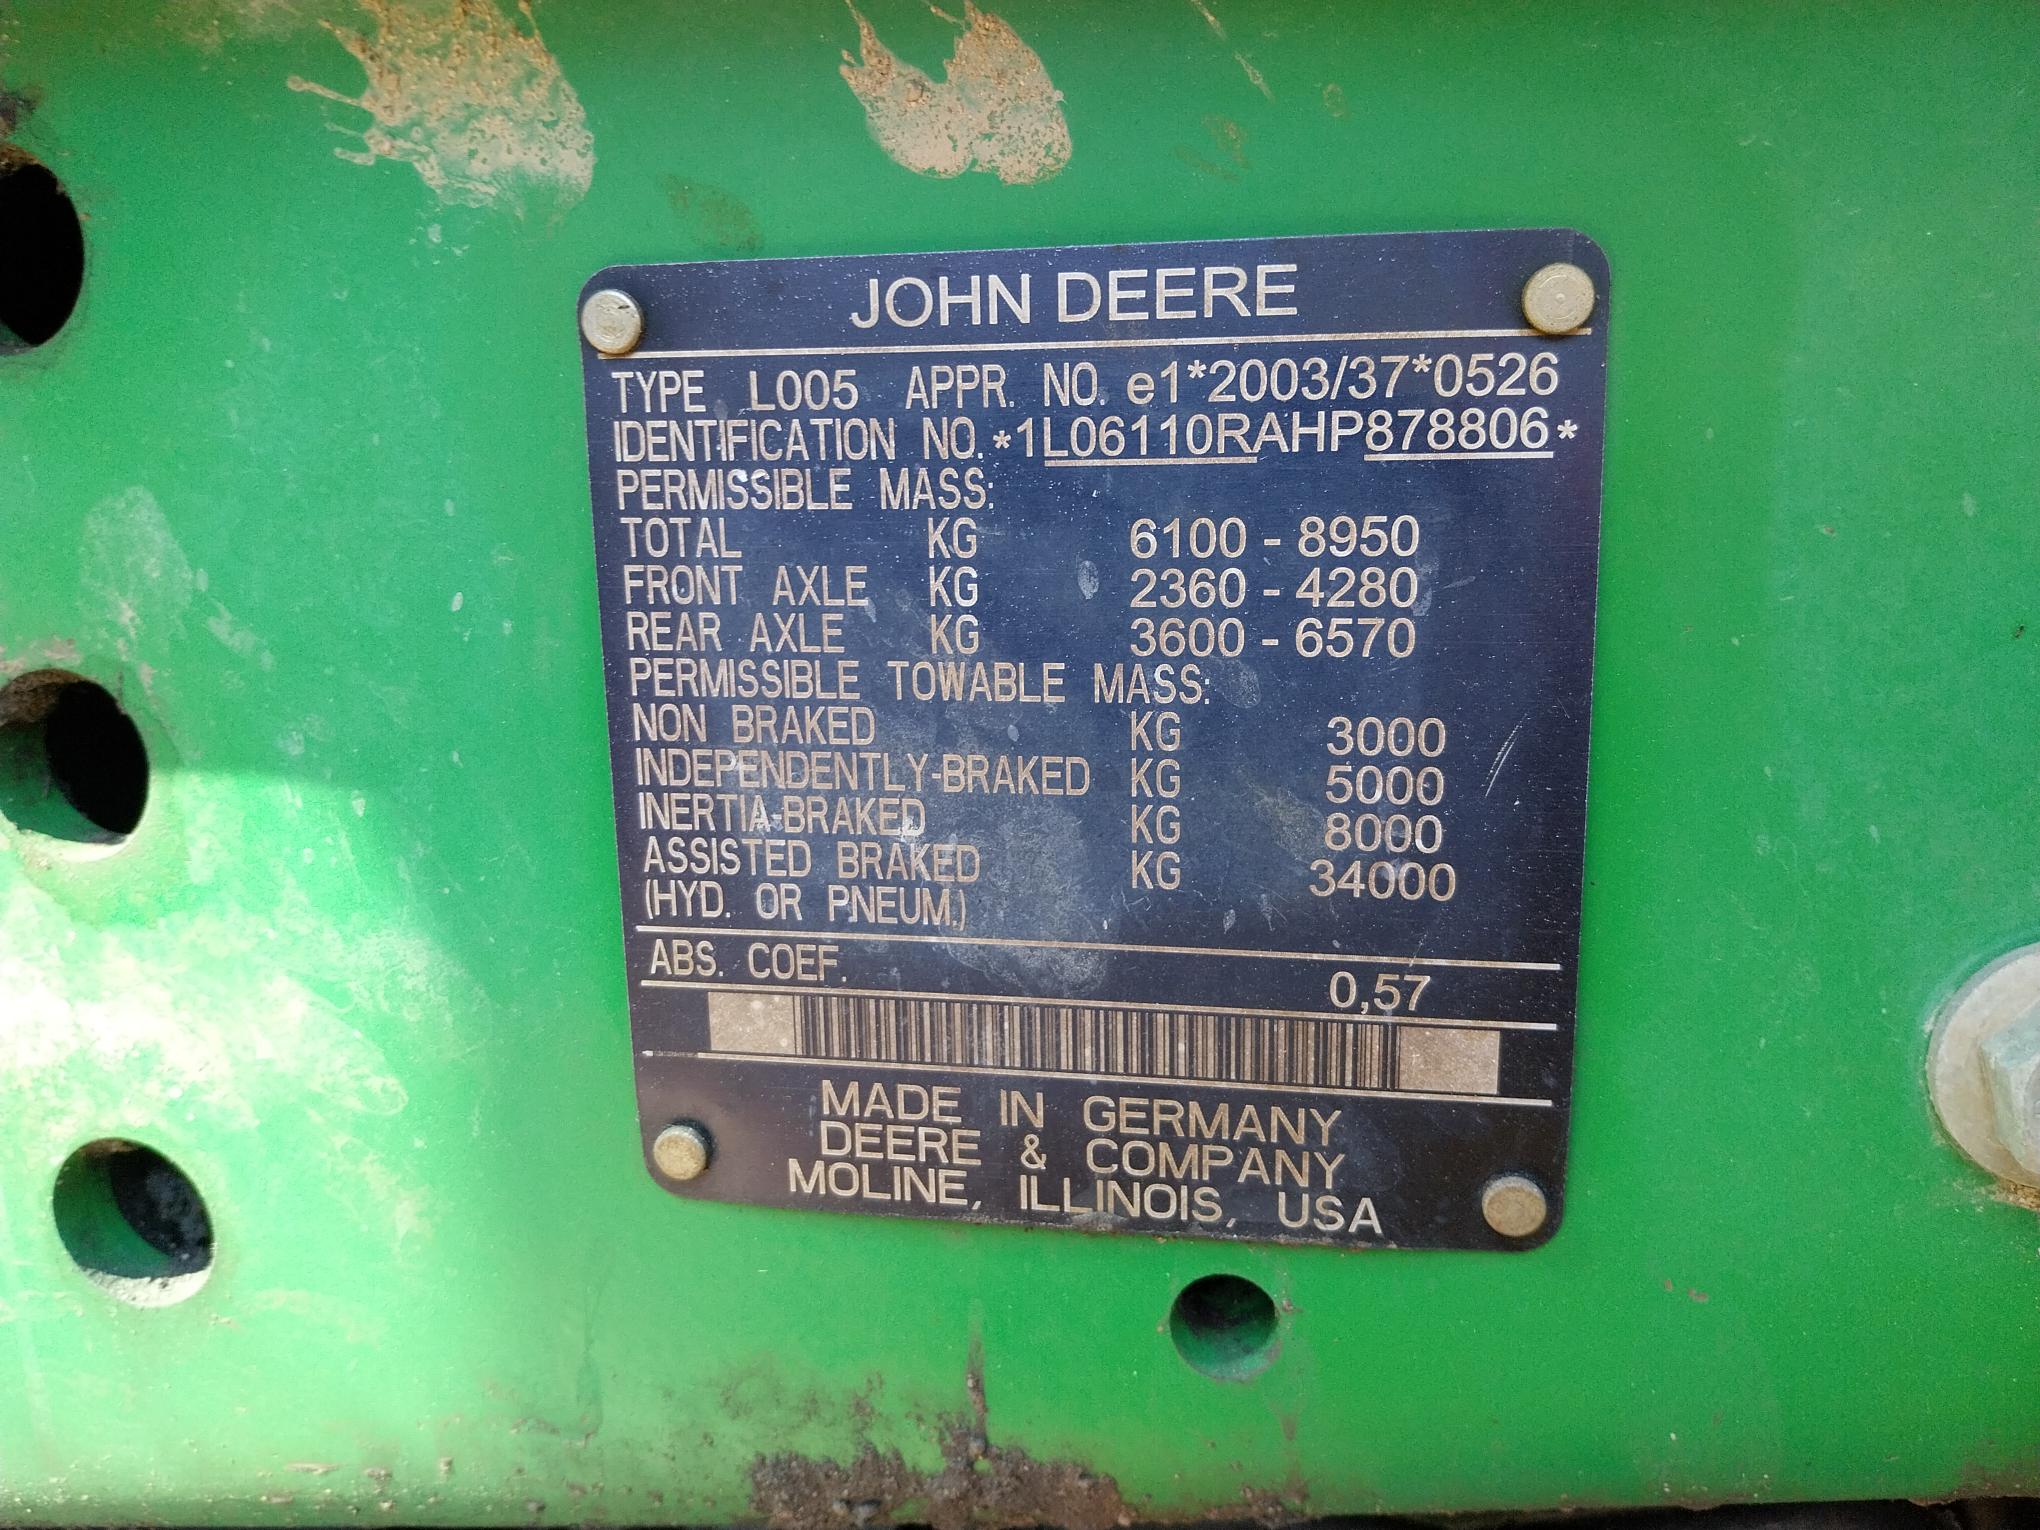 JOHN DEERE
TYPE L005 APPR. NO. e1*2003/37*0526
IDENTIFICATION NO. *1L06110RAHP878806*
PERMISSIBLE MASS:
TOTAL KG 6100 - 8950
FRONT AXLE KG 2360 - 4280
REAR AXLE KG 3600 - 6570
PERMISSIBLE TOWABLE MASS:
NON BRAKED KG 3000
INDEPENDENTLY-BRAKED KG 5000
INERTIA-BRAKED KG 8000
ASSISTED BRAKED KG 34000
(HYD. OR PNEUM.)
ABS. COEF. 0,57
MADE IN GERMANY
DEERE & COMPANY
MOLINE, ILLINOIS, USA